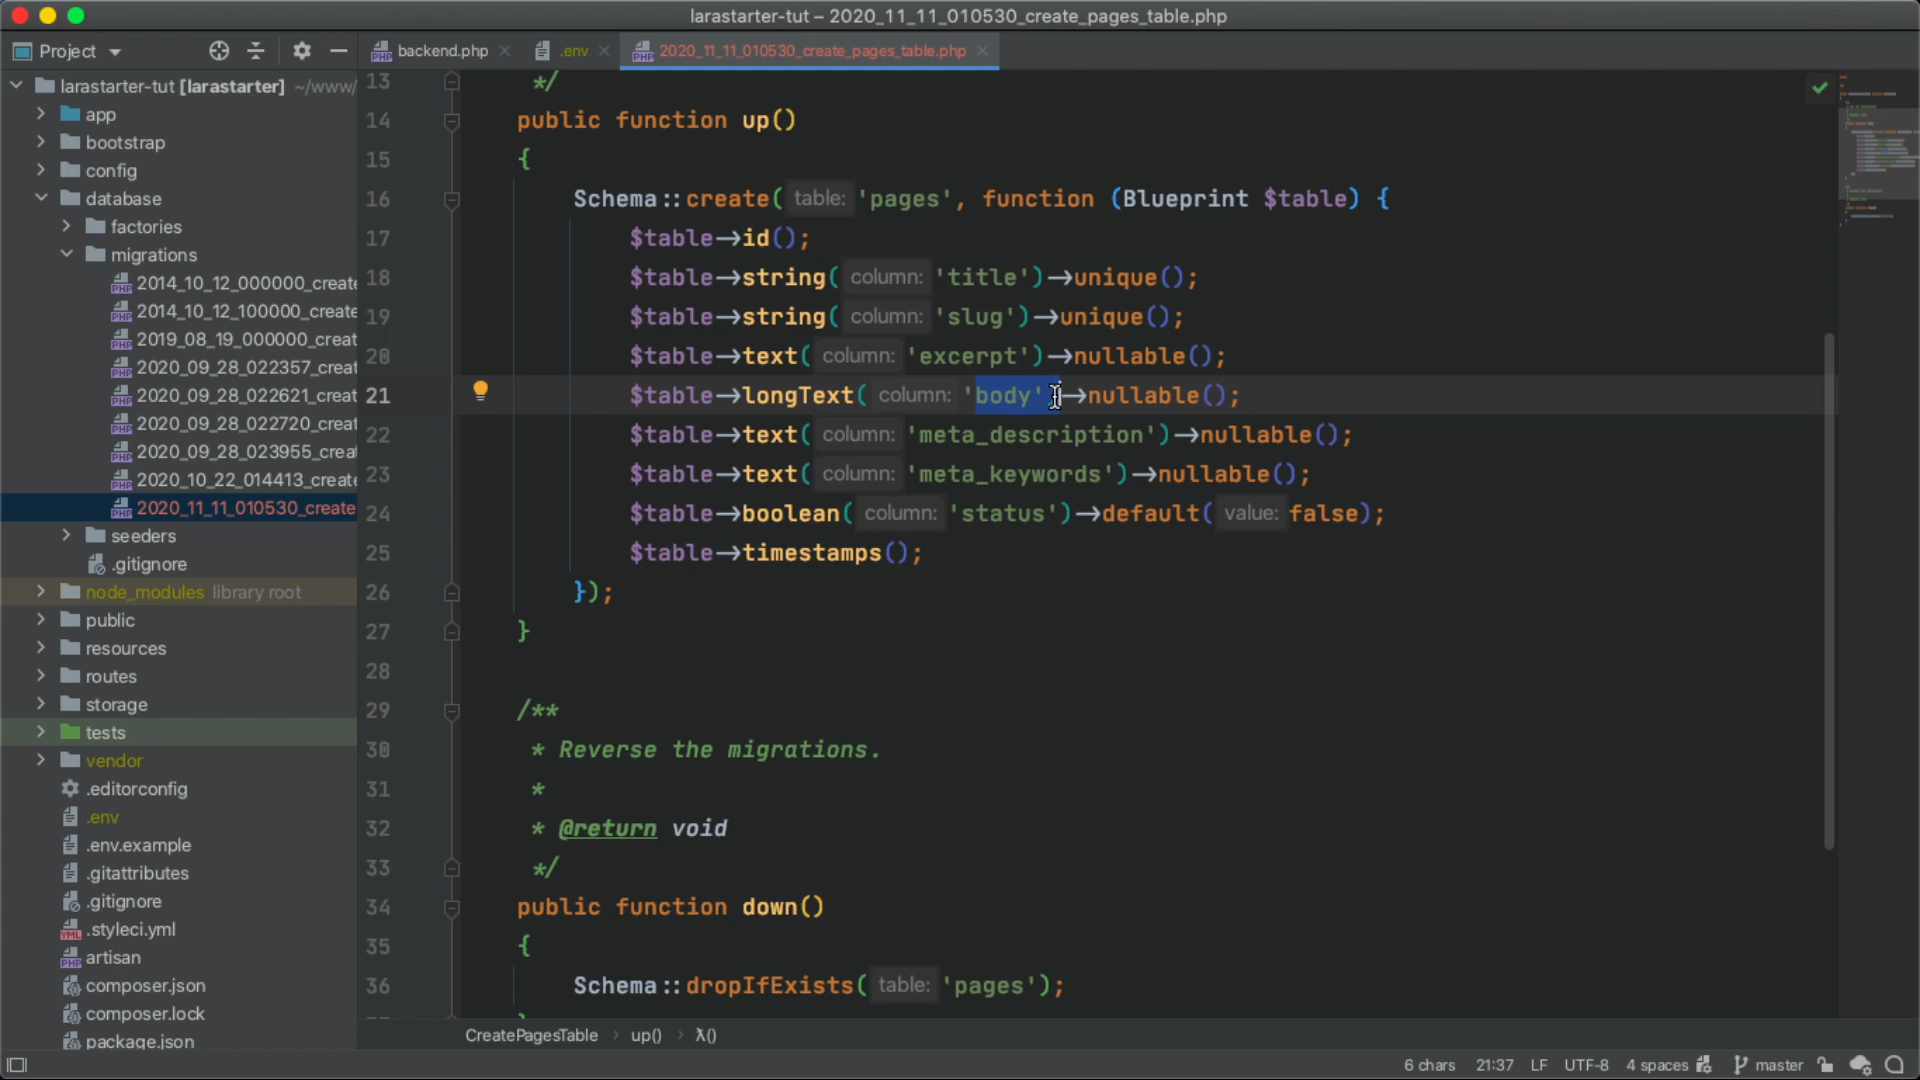 larastarter-tut – 2020_11_11_010530_create_pages_table.php
Project
backend.php
.env
2020_11_11_010530_create_pages_table.php
larastarter-tut [larastarter] ~/www/
app
bootstrap
config
database
factories
migrations
2014_10_12_000000_create
2014_10_12_100000_create
2019_08_19_000000_creat
2020_09_28_022357_crea
2020_09_28_022621_crea
2020_09_28_022720_crea
2020_09_28_023955_crea
2020_10_22_014413_create
2020_11_11_010530_create
seeders
.gitignore
node_modules library root
public
resources
routes
storage
tests
vendor
.editorconfig
.env
.env.example
.gitattributes
.gitignore
.styleci.yml
artisan
composer.json
composer.lock
package.json
13 */
14 public function up()
15 {
16 Schema::create( table: 'pages', function (Blueprint $table) {
17 $table->id();
18 $table->string( column: 'title')->unique();
19 $table->string( column: 'slug')->unique();
20 $table->text( column: 'excerpt')->nullable();
21 $table->longText( column: 'body')->nullable();
22 $table->text( column: 'meta_description')->nullable();
23 $table->text( column: 'meta_keywords')->nullable();
24 $table->boolean( column: 'status')->default( value: false);
25 $table->timestamps();
26 });
27 }
28
29 /**
30 * Reverse the migrations.
31 *
32 * @return void
33 */
34 public function down()
35 {
36 Schema::dropIfExists( table: 'pages');
CreatePagesTable up() λ()
6 chars 21:37 LF UTF-8 4 spaces master